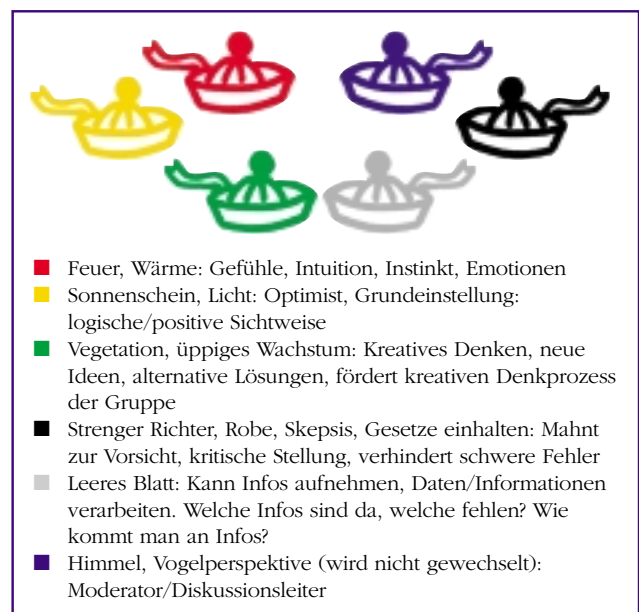 Feuer, Wärme: Gefühle, Intuition, Instinkt, Emotionen
Sonnenschein, Licht: Optimist, Grundeinstellung:
logische/positive Sichtweise
Vegetation, üppiges Wachstum: Kreatives Denken, neue
Ideen, alternative Lösungen, fördert kreativen Denkprozess
der Gruppe
Strenger Richter, Robe, Skepsis, Gesetze einhalten: Mahnt
zur Vorsicht, kritische Stellung, verhindert schwere Fehler
Leeres Blatt: Kann Infos aufnehmen, Daten/Informationen
verarbeiten. Welche Infos sind da, welche fehlen? Wie
kommt man an Infos?
Himmel, Vogelperspektive (wird nicht gewechselt):
Moderator/Diskussionsleiter